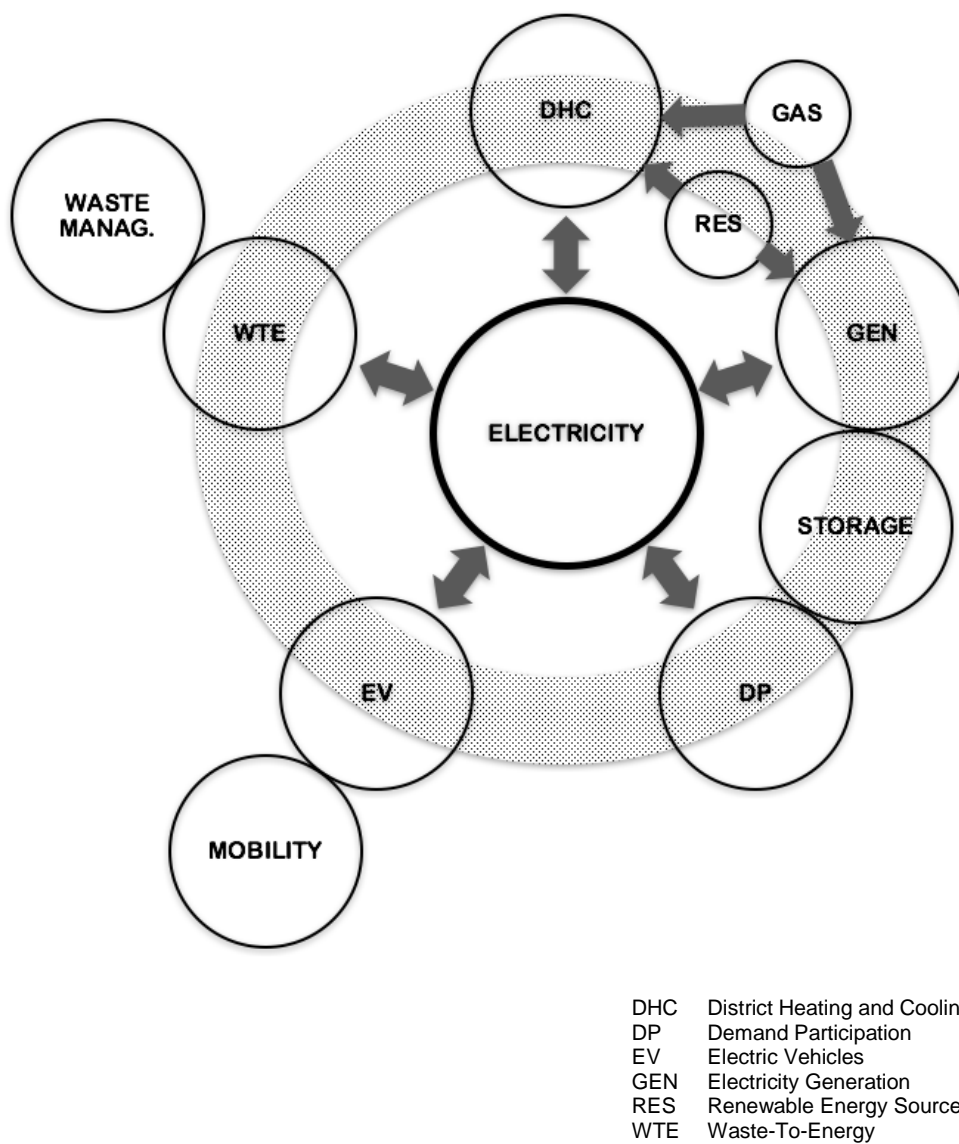 DHC
GAS
WASTE
MANAG.
RES
WTE
GEN
ELECTRICITY
STORAGE
EV
DP
MOBILITY
DHC District Heating and Coolin
DP Demand Participation
EV Electric Vehicles
GEN Electricity Generation
RES Renewable Energy Source
WTE Waste-To-Energy